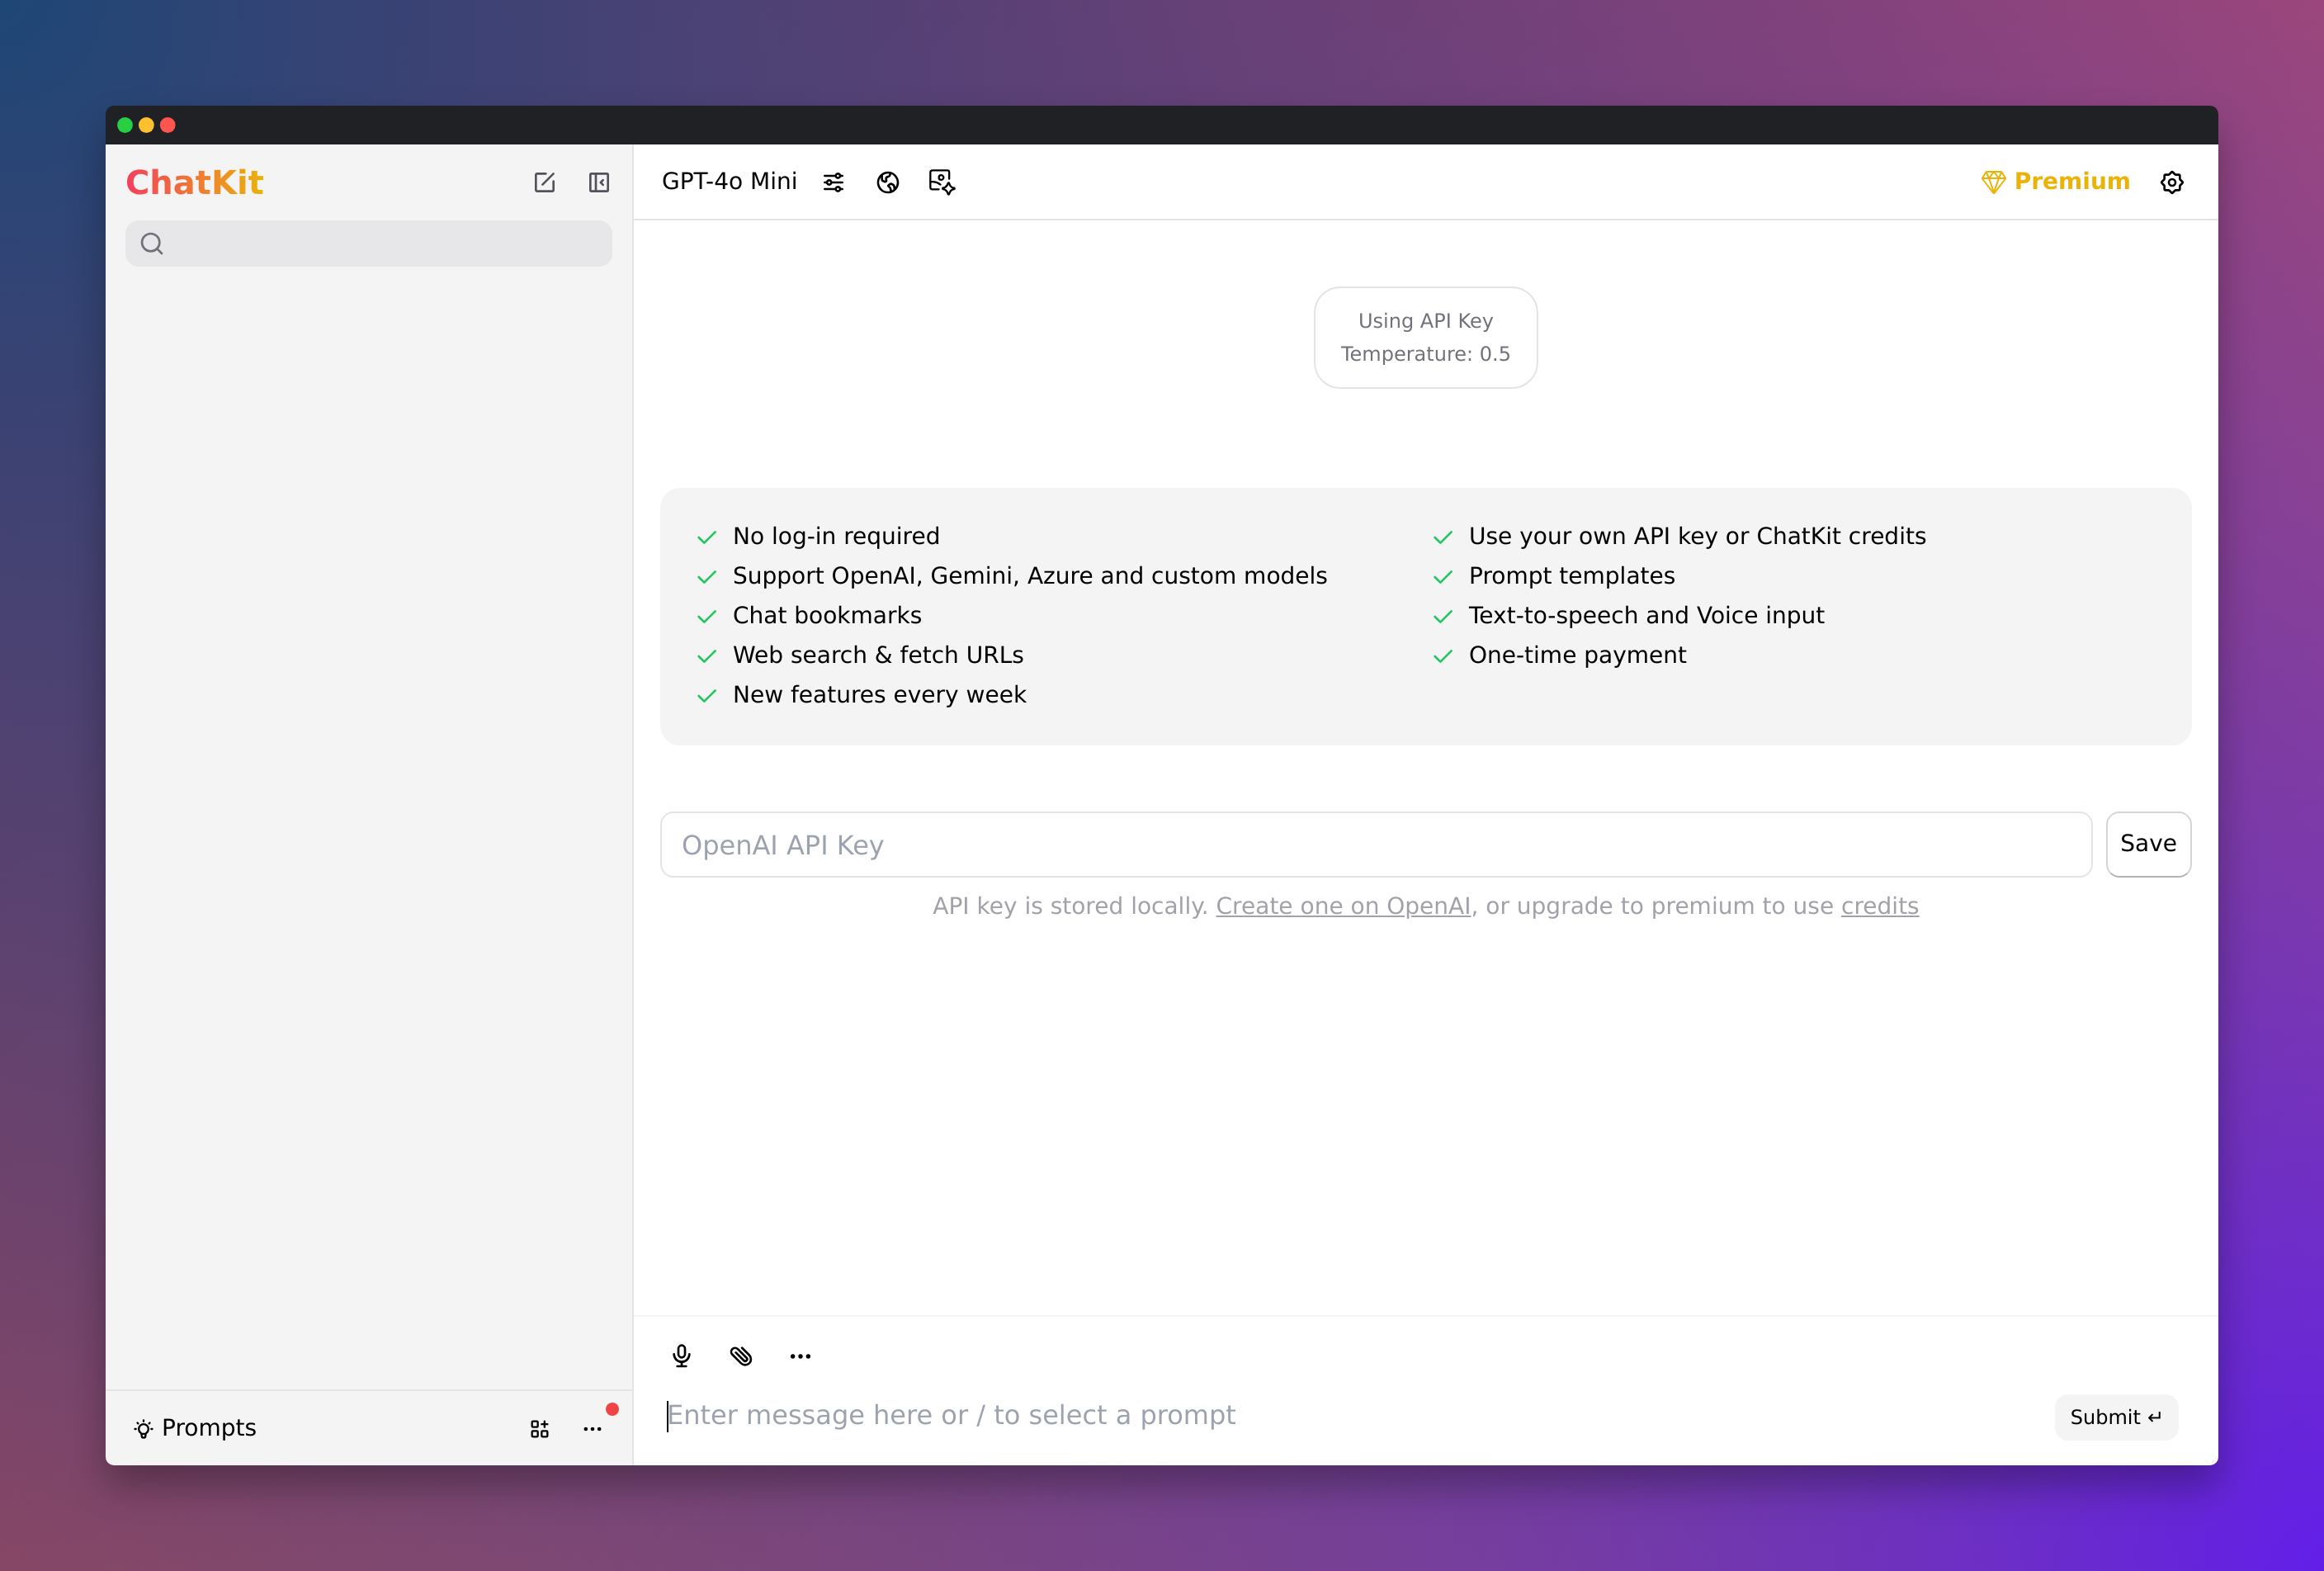 ChatKit
GPT-4o Mini
Premium
Using API Key
Temperature: 0.5
No log-in required
Use your own API key or ChatKit credits
Support OpenAI, Gemini, Azure and custom models
Prompt templates
Chat bookmarks
Text-to-speech and Voice input
Web search & fetch URLs
One-time payment
New features every week
OpenAI API Key
Save
API key is stored locally. Create one on OpenAI, or upgrade to premium to use credits
Enter message here or / to select a prompt
Submit ↵
Prompts